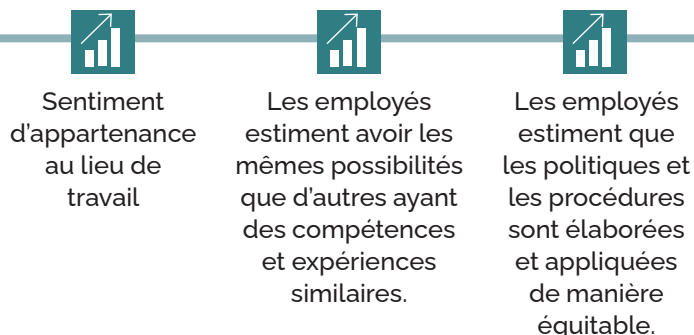 Sentiment
d’appartenance
au lieu de
travail
Les employés
estiment avoir les
mêmes possibilités
que d’autres ayant
des compétences
et expériences
similaires.
Les employés
estiment que
les politiques et
les procédures
sont élaborées
et appliquées
de manière
équitable.